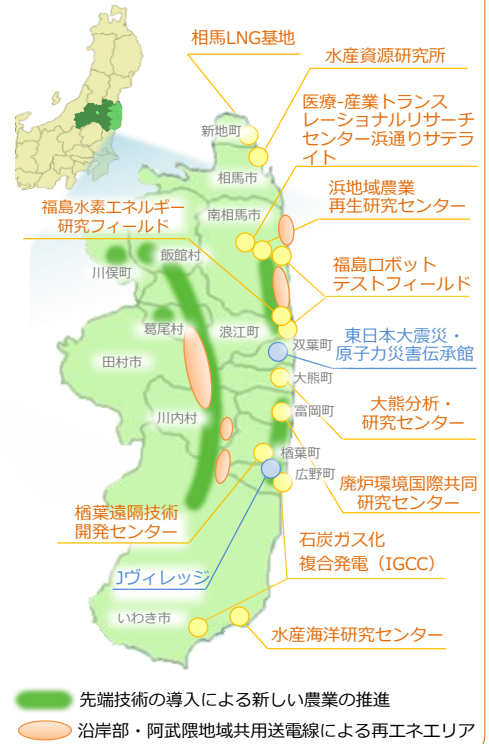 相馬LNG基地
水産資源研究所
医療-産業トランス
レーショナルリサーチ
センター浜通りサテラ
イト
新地町
相馬市
浜地域農業
再生研究センター
福島水素エネルギー
研究フィールド
南相馬市
飯館村
川俣町
福島ロボット
テストフィールド
葛尾村
浪江町
双葉町
東日本大震災・
原子力災害伝承館
田村市
大熊町
大熊分析・
研究センター
富岡町
川内村
楢葉町
広野町
廃炉環境国際共同
研究センター
楢葉遠隔技術
開発センター
石炭ガス化
複合発電（IGCC）
Jヴィレッジ
いわき市
水産海洋研究センター
先端技術の導入による新しい農業の推進
沿岸部・阿武隈地域共用送電線による再エネエリア